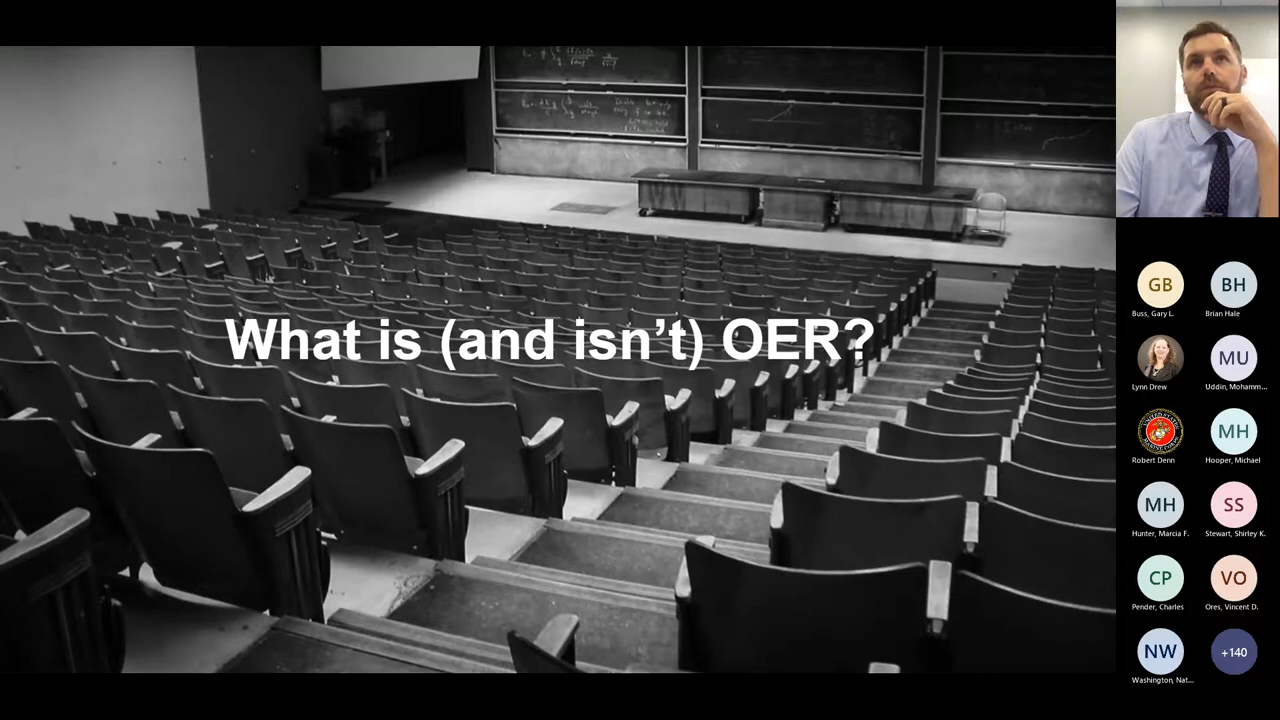 What is (and isn’t) OER?
GB
BH
Buss, Gary L.
Brian Hale
MU
Lynn Drew
Uddin, Mohamm...
MH
Robert Denn
Hooper, Michael
MH
SS
Hunter, Marcia F.
Stewart, Shirley K.
CP
VO
Pender, Charles
Ores, Vincent D.
NW
+140
Washington, Nat...